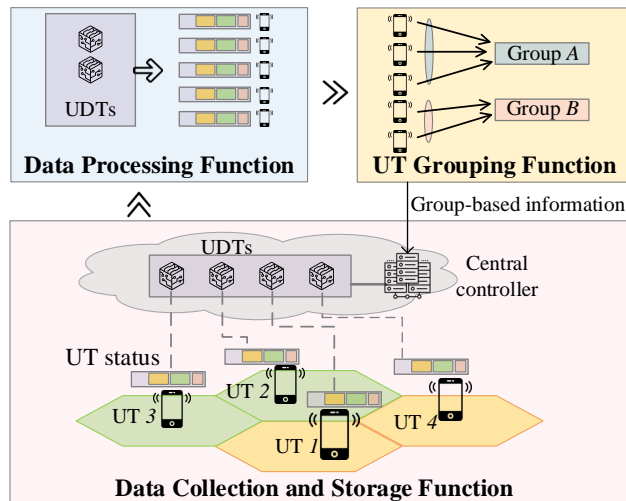 UDTs
Data Processing Function
Group A
Group B
UT Grouping Function
Group-based information
UDTs
Central
controller
UT status
UT 2
UT 3
UT 4
UT 1
Data Collection and Storage Function